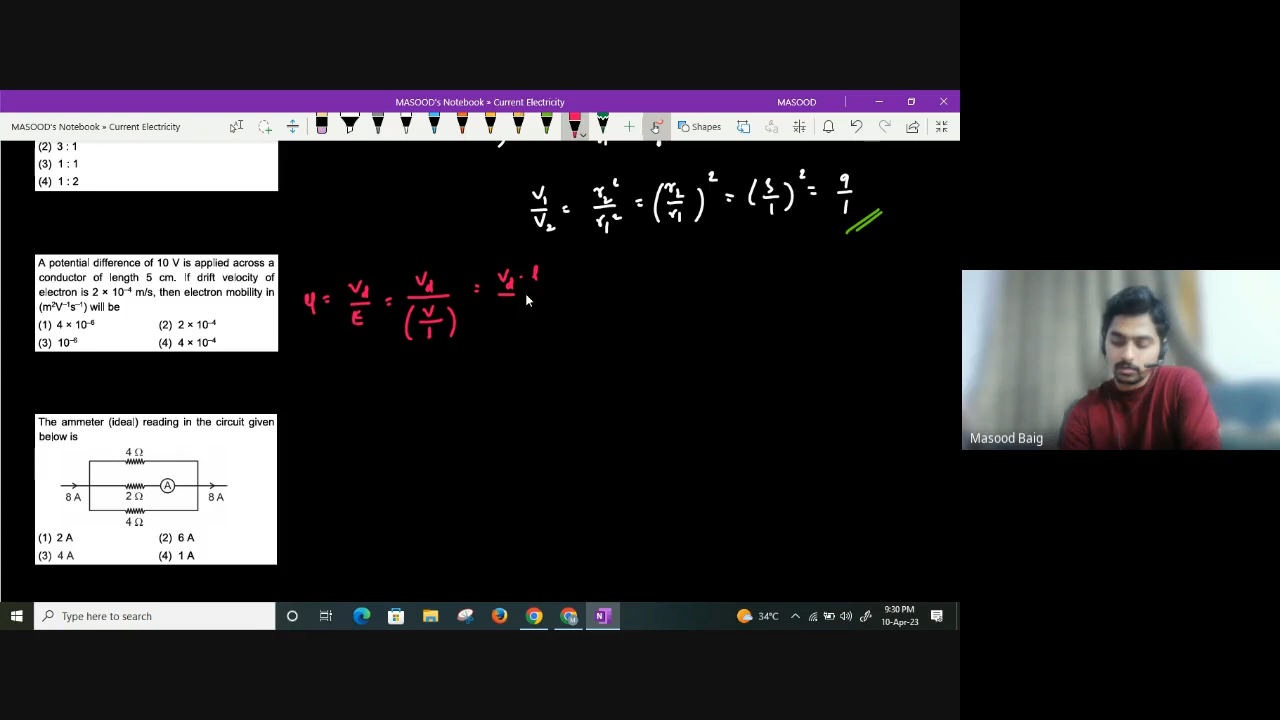 MASOOD's Notebook » Current Electricity
MASOOD
MASOOD's Notebook » Current Electricity
Shapes
(2) 3 : 1
(3) 1 : 1
(4) 1 : 2
V₁/V₂ = r₂²/r₁² = (r₂/r₁)² = (3/1)² = 9/1
A potential difference of 10 V is applied across a
conductor of length 5 cm. If drift velocity of
electron is 2 × 10⁻⁴ m/s, then electron mobility in
(m²V⁻¹s⁻¹) will be
(1) 4 × 10⁻⁶ (2) 2 × 10⁻⁴
(3) 10⁻⁶ (4) 4 × 10⁻⁴
μ = Vd/E = Vd/(V/l) = Vd · l
The ammeter (ideal) reading in the circuit given
below is
4 Ω
8 A 2 Ω A 8 A
4 Ω
(1) 2 A (2) 6 A
(3) 4 A (4) 1 A
Masood Baig
Type here to search
34°C
9:30 PM
10-Apr-23